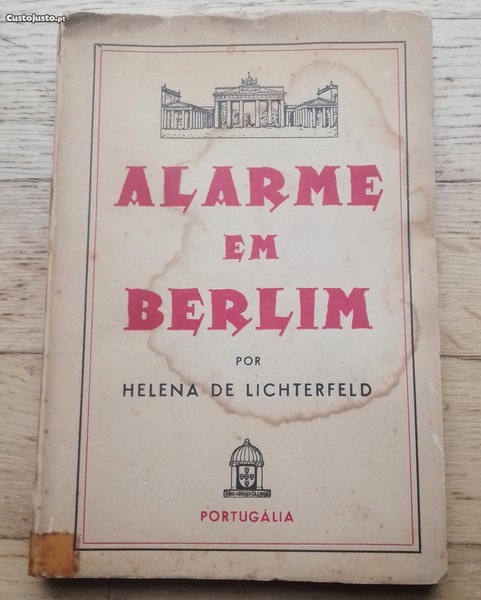 CustoJusto.pt
ALARME
EM
BERLIM
POR
HELENA DE LICHTERFELD
PORTUGÁLIA